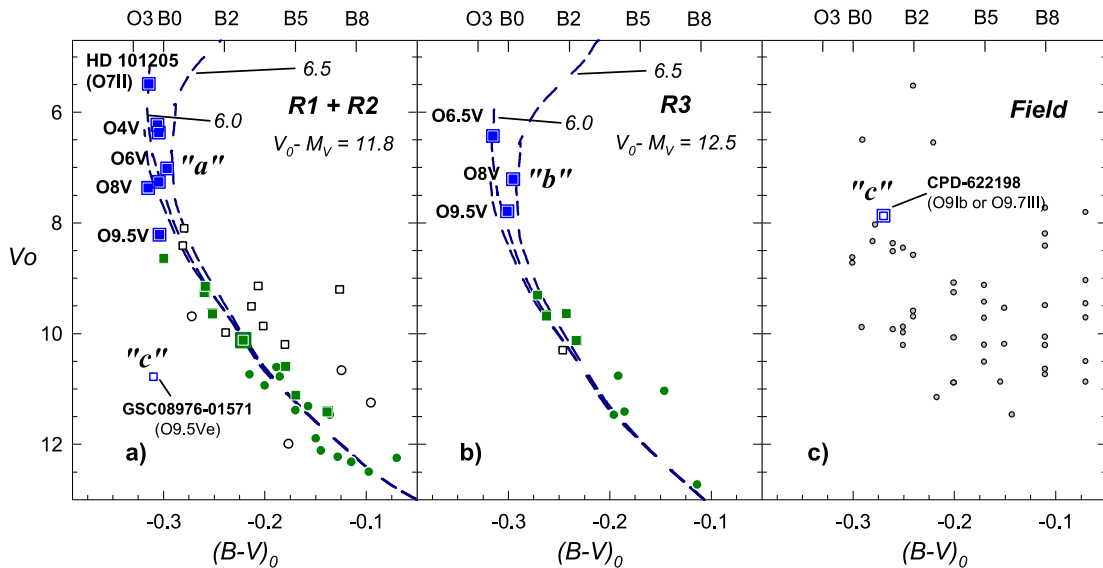 O3 B0 B2 B5 B8
O3 B0 B2 B5 B8
O3 B0 B2 B5 B8
HD 101205
(O7II)
6.5
R1 + R2
6.0
V0- MV = 11.8
O4V
O6V
"a"
O8V
O9.5V
"c"
GSC08976-01571
(O9.5Ve)
a)
6.5
R3
O6.5V
6.0
V0- MV = 12.5
O8V
"b"
O9.5V
b)
Field
"c"
CPD-622198
(O9Ib or O9.7III)
c)
6
8
Vo
10
12
-0.3 -0.2 -0.1
-0.3 -0.2 -0.1
-0.3 -0.2 -0.1
(B-V)0
(B-V)0
(B-V)0